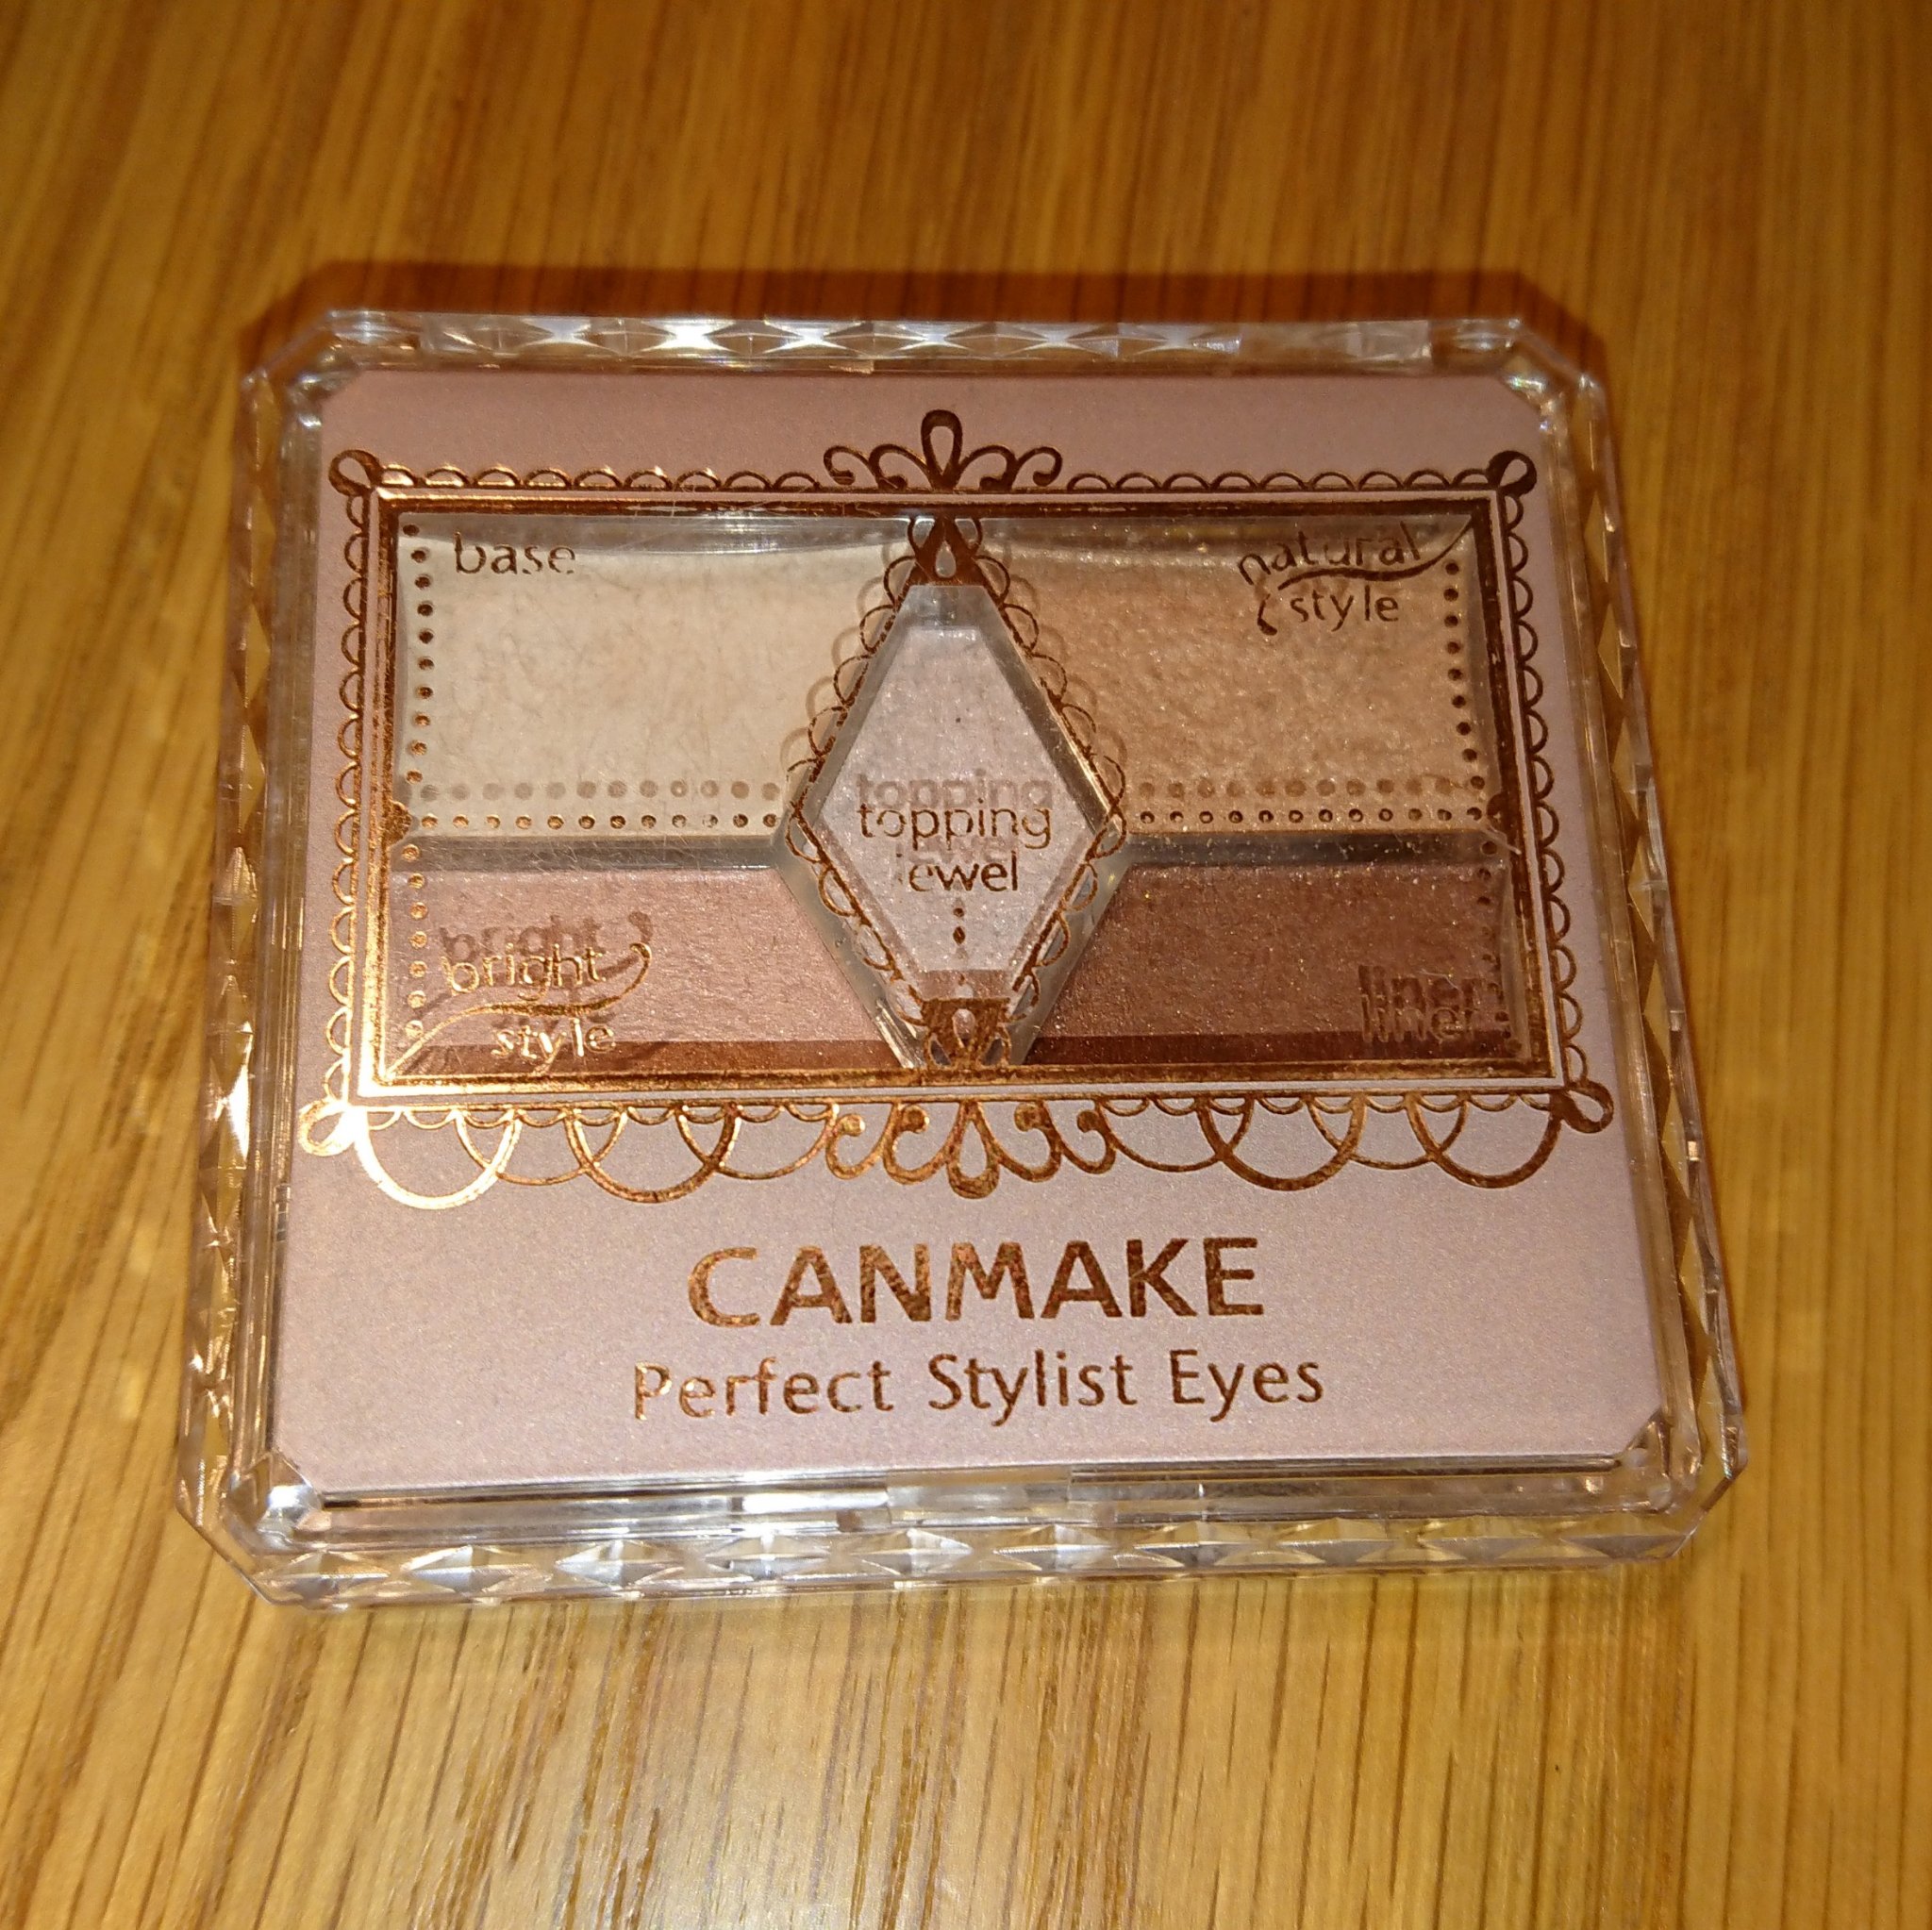 base
natural
style
topping
jewel
bright
style
liner
CANMAKE
Perfect Stylist Eyes